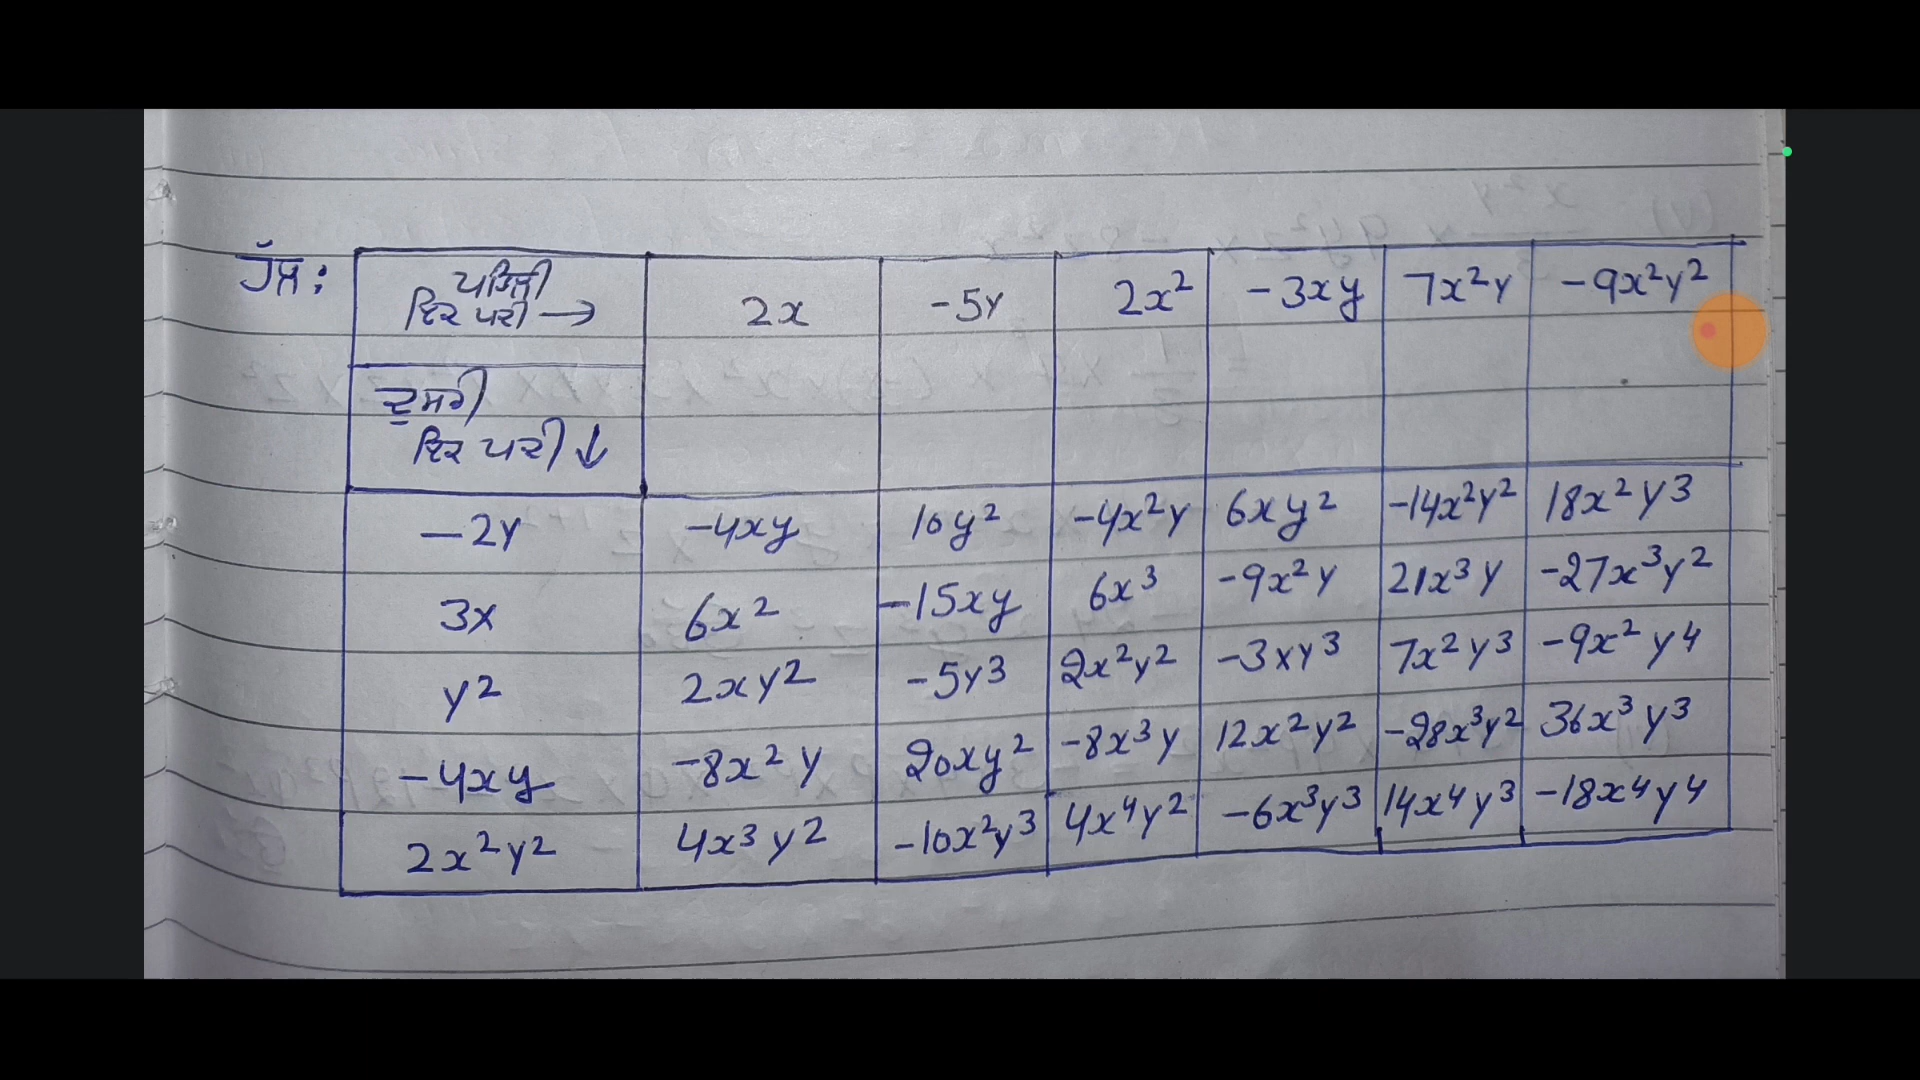 ਹੱਲ:
ਪਹਿਲੀ
ਇੱਕ ਪਦੀ →
2x -5y 2x² -3xy 7x²y -9x²y²
ਦੂਸਰੀ
ਇੱਕ ਪਦੀ ↓
-2y -4xy 10y² -4x²y 6xy² -14x²y² 18x²y3
3x 6x² -15xy 6x³ -9x²y 21x³y -27x³y²
y² 2xy² -5y3 2x²y² -3xy3 7x²y3 -9x²y4
-4xy -8x²y 20xy² -8x³y 12x²y² -28x³y² 36x³y3
2x²y² 4x³y² -10x²y3 4x⁴y² -6x³y3 14x⁴y3 -18x⁴y4